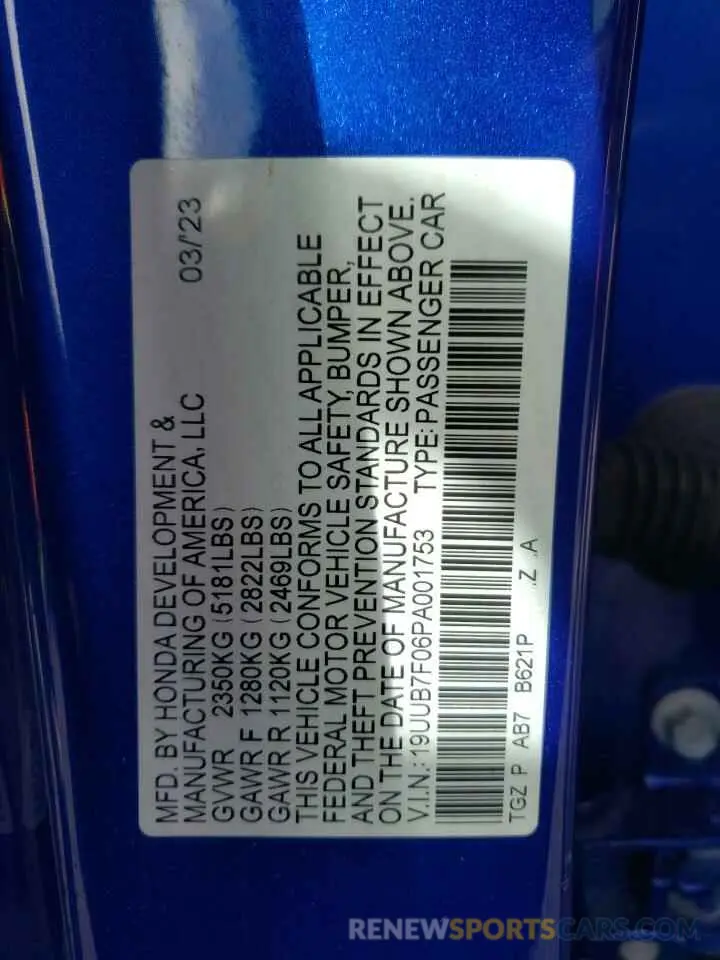 MFD. BY HONDA DEVELOPMENT &
MANUFACTURING OF AMERICA, LLC 03/'23
GVWR 2350KG (5181LBS)
GAWR F 1280KG (2822LBS)
GAWR R 1120KG (2469LBS)
THIS VEHICLE CONFORMS TO ALL APPLICABLE
FEDERAL MOTOR VEHICLE SAFETY, BUMPER,
AND THEFT PREVENTION STANDARDS IN EFFECT
ON THE DATE OF MANUFACTURE SHOWN ABOVE.
V.I.N.: 19UUB7F06PA001753 TYPE: PASSENGER CAR
TGZ P AB7 B621P .Z .A
RENEWSPORTSCARS.COM